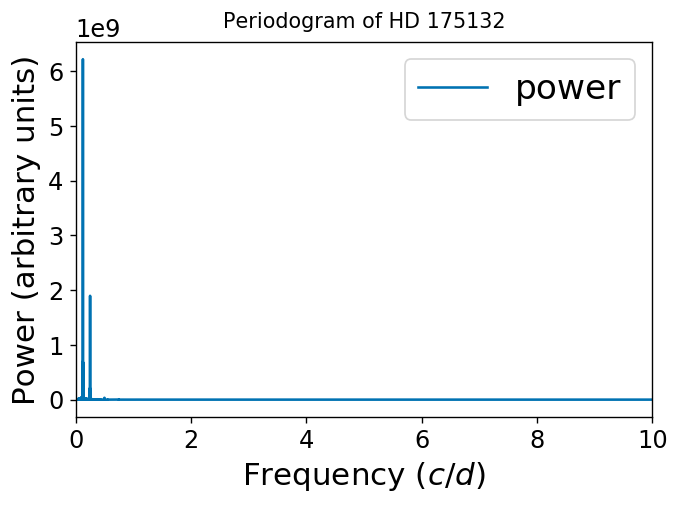 Periodogram of HD 175132
1e9
power
6
5
4
3
2
1
0
Power (arbitrary units)
0 2 4 6 8 10
Frequency (c/d)